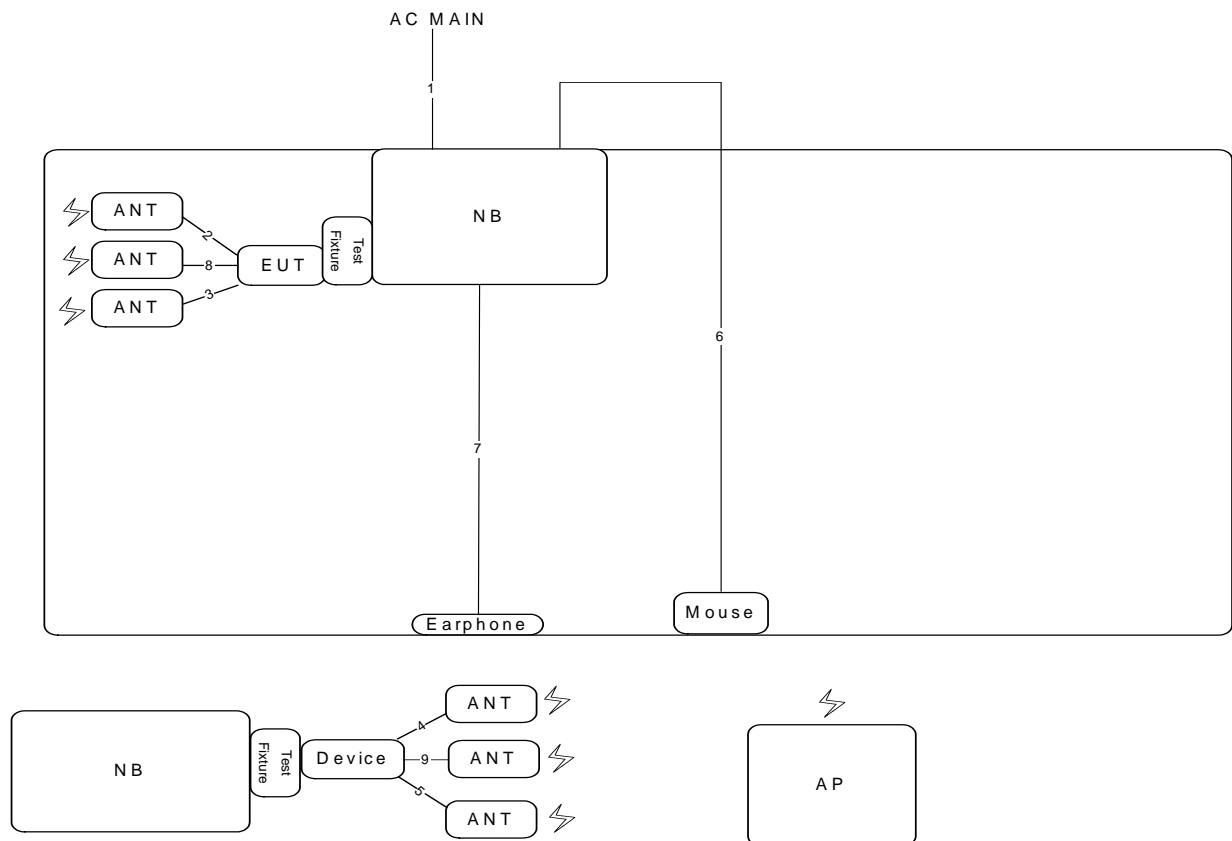 AC MAIN
1
ANT
2
NB
Test
Fixture
ANT
8
EUT
ANT
3
6
7
Earphone
Mouse
ANT
4
NB
Test
Fixture
Device
9
ANT
5
ANT
AP